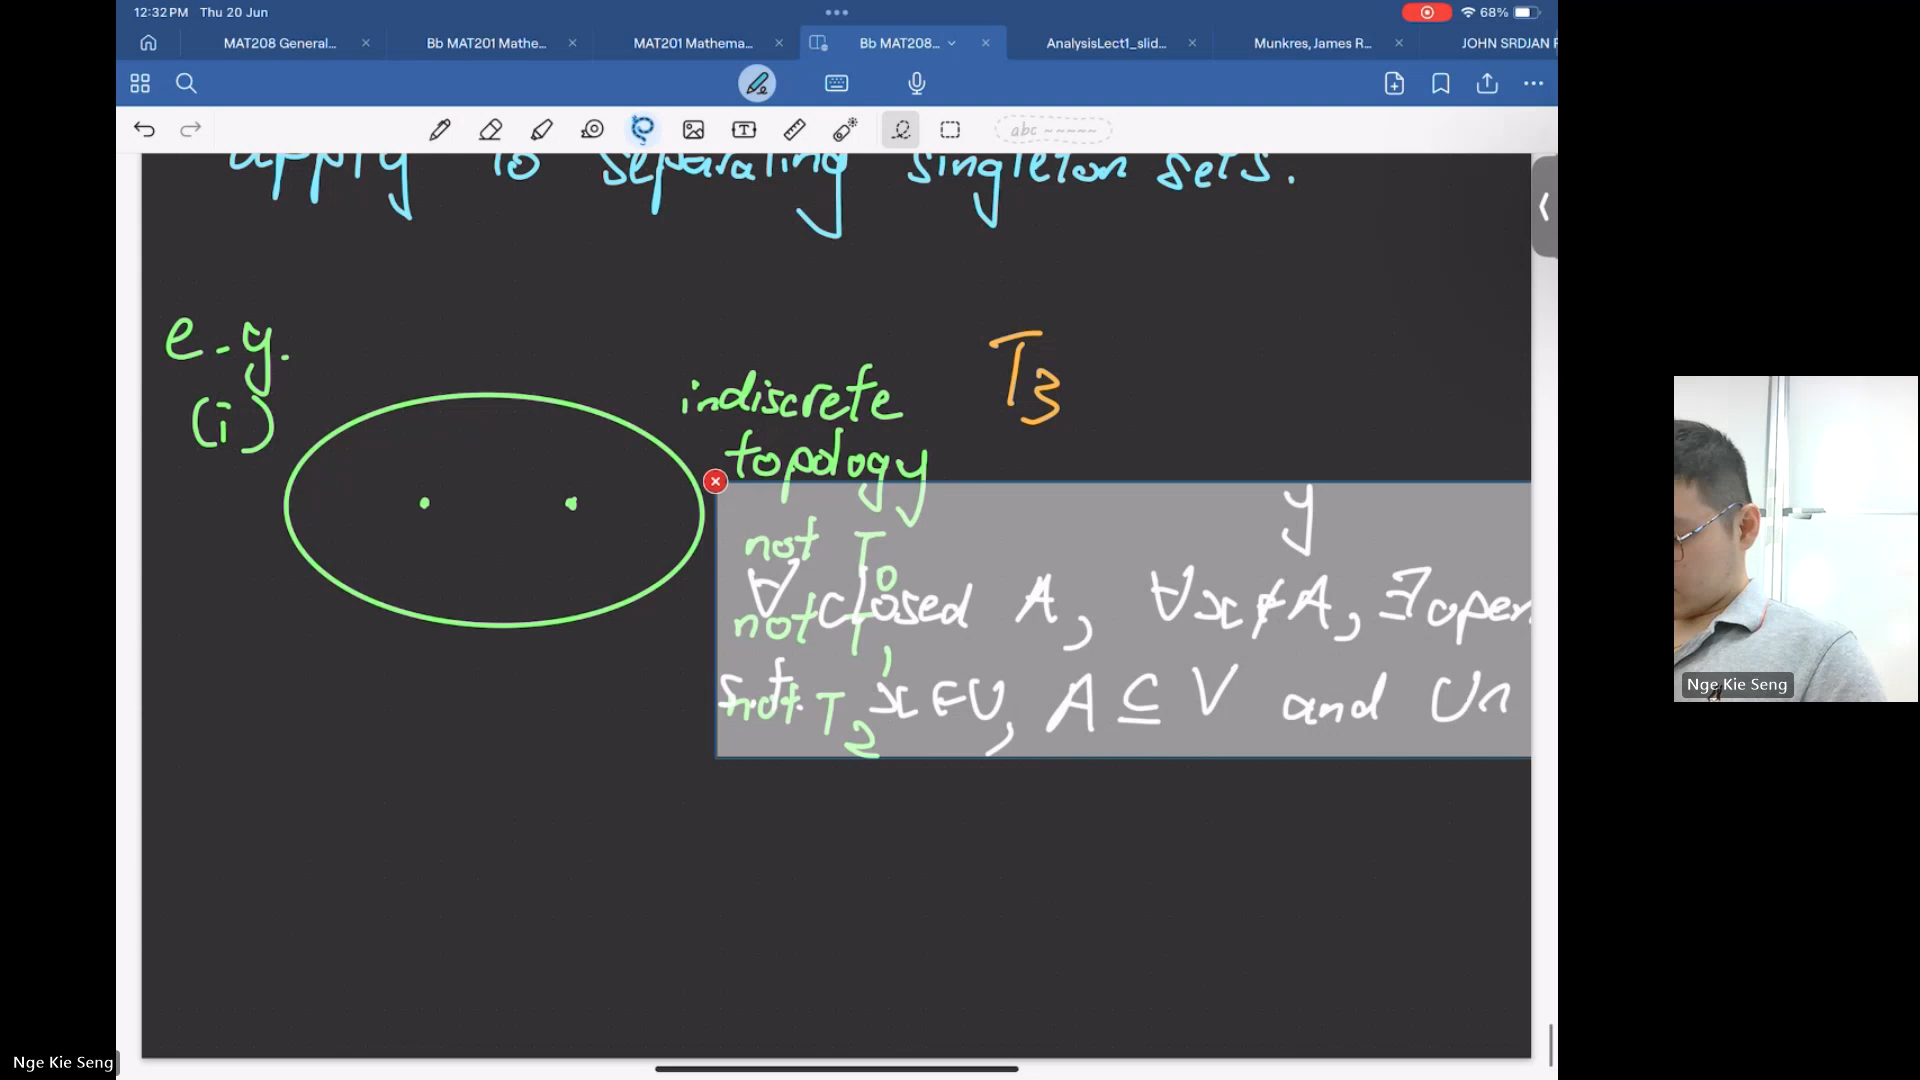 12:32 PM Thu 20 Jun
68%
MAT208 General...
Bb MAT201 Mathe...
MAT201 Mathema...
Bb MAT208...
AnalysisLect1_slid...
Munkres, James R...
JOHN SRDJAN P
abc ~~~~~
apply to separating singleton sets.
e.g.
(i)
indiscrete
topology
T3
y
not T0
∀ closed A, ∀x∉A, ∃open
not T1
s.t. x∈U, A ⊆ V and U∩
not T2
Nge Kie Seng
Nge Kie Seng